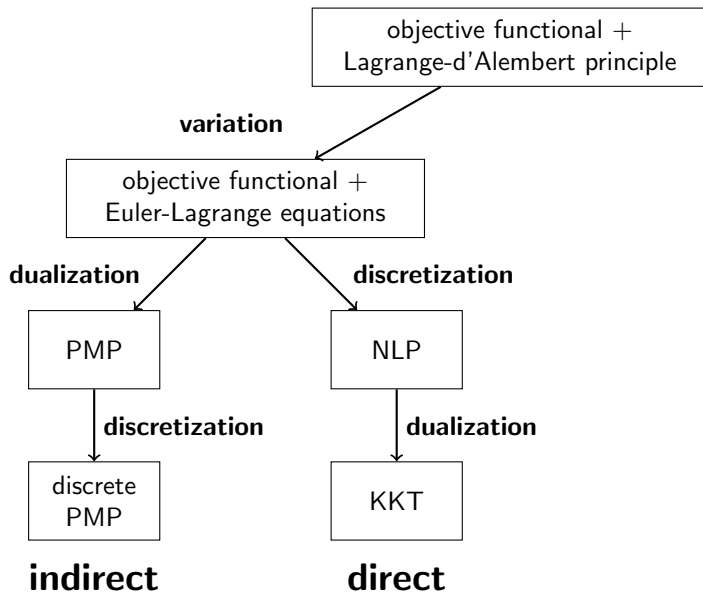 objective functional +
Lagrange-d'Alembert principle
variation
objective functional +
Euler-Lagrange equations
dualization
discretization
PMP
NLP
discretization
dualization
discrete
PMP
KKT
indirect
direct